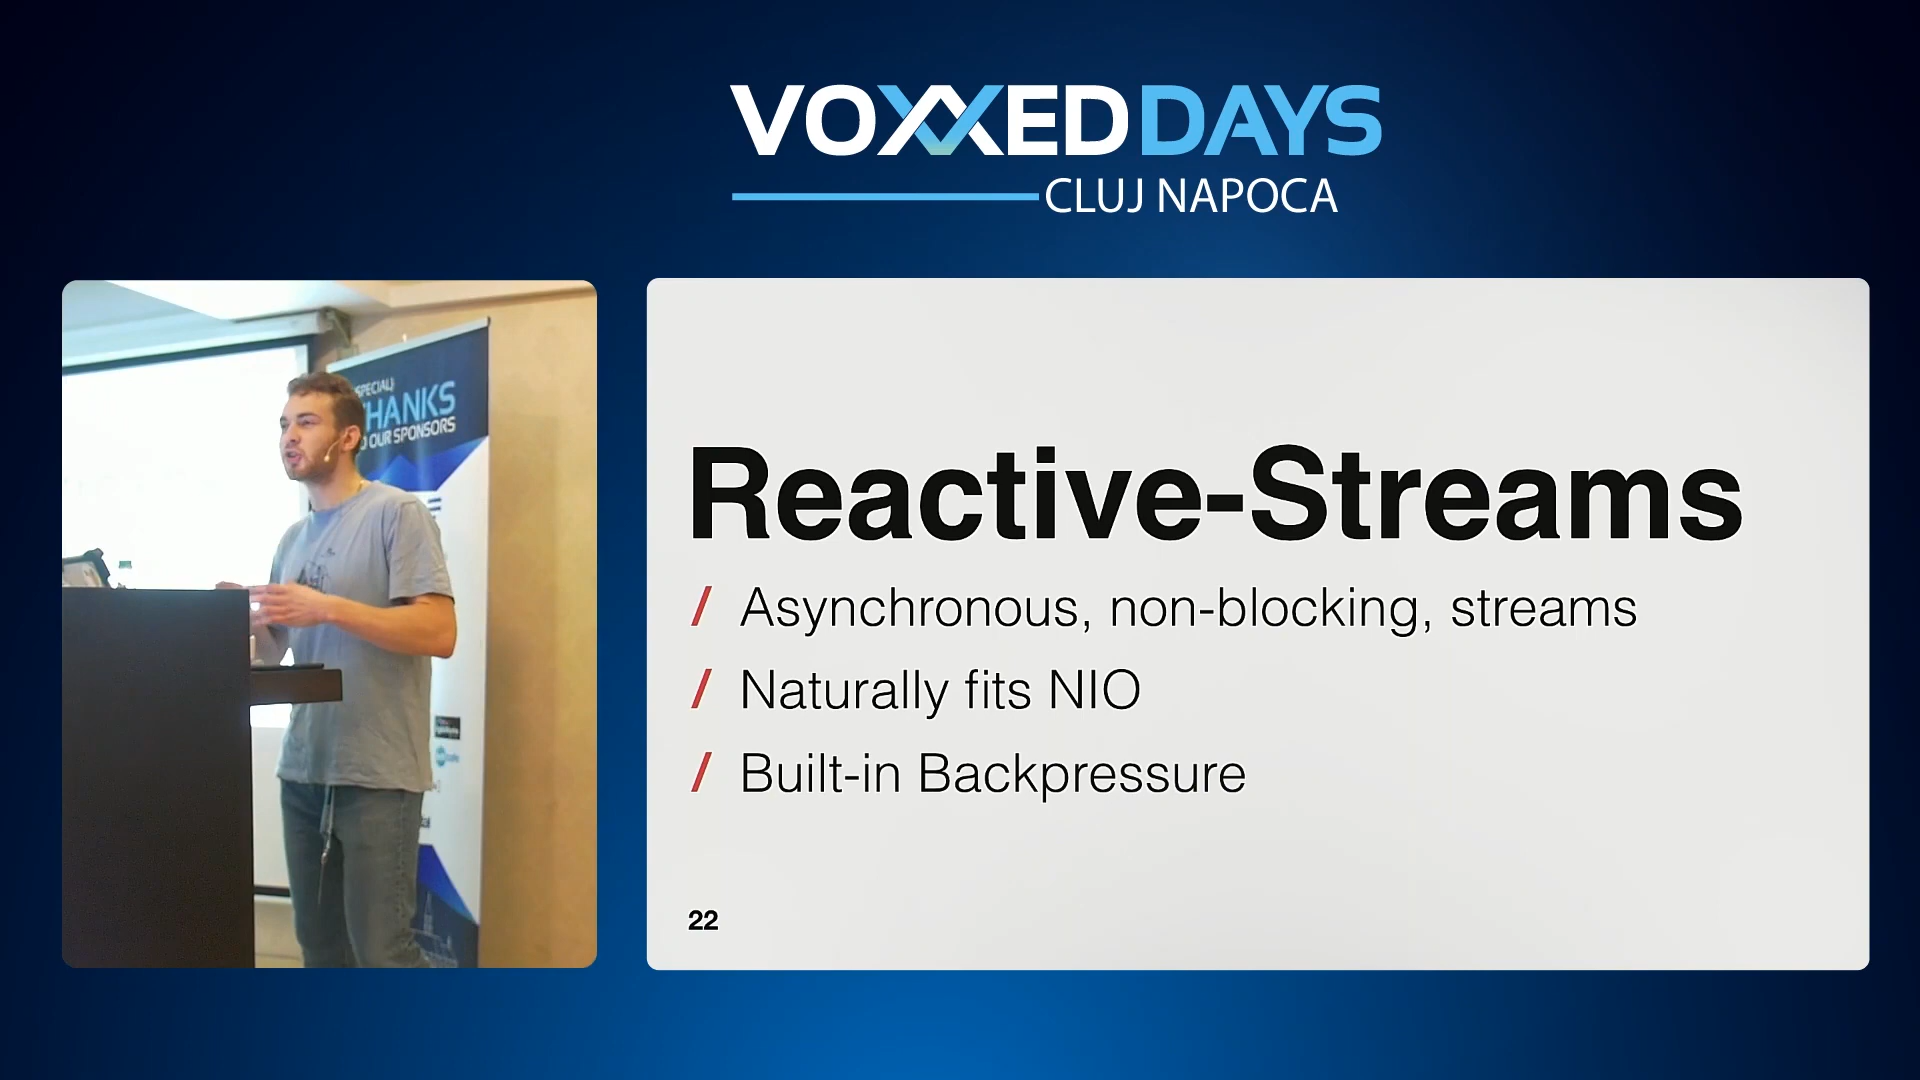 VOXXEDDAYS
CLUJ NAPOCA
(SPECIAL)
THANKS
OUR SPONSORS
Reactive-Streams
/ Asynchronous, non-blocking, streams
/ Naturally fits NIO
/ Built-in Backpressure
22